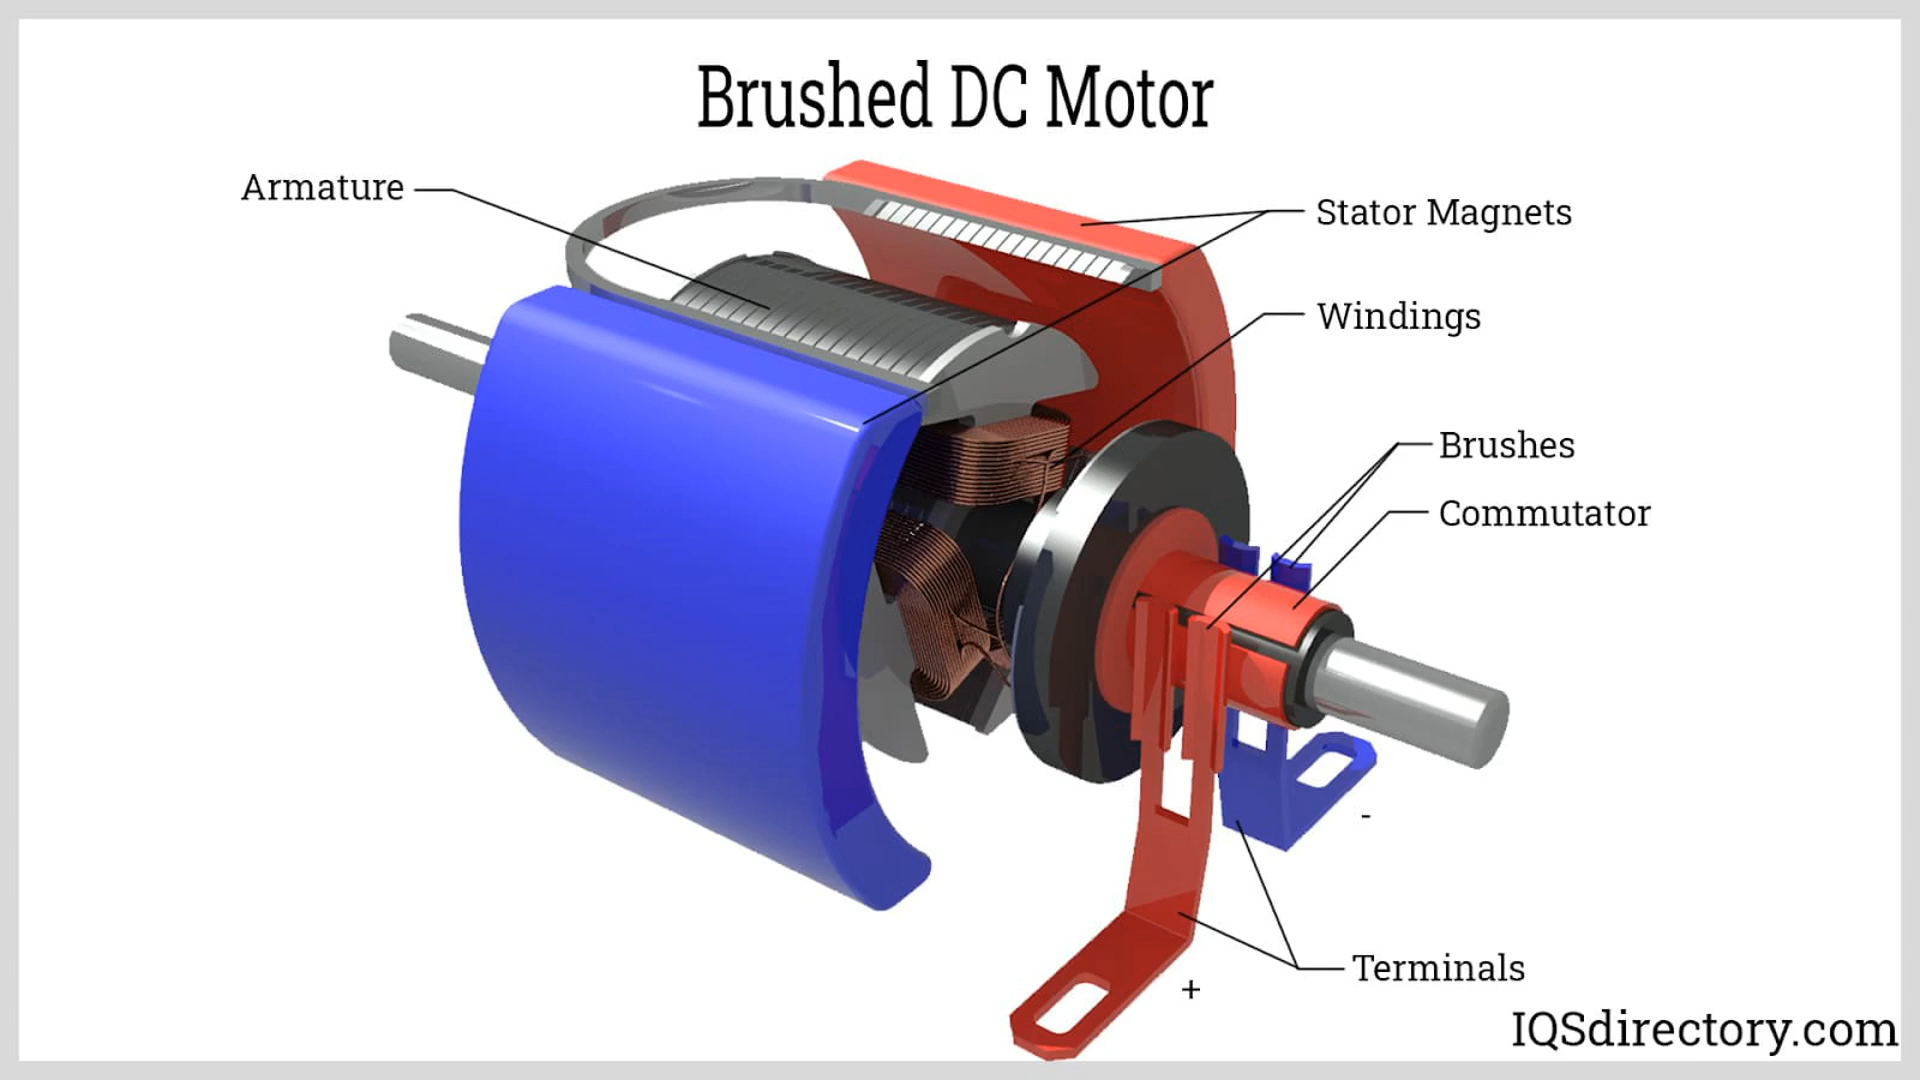 Brushed DC Motor
Armature
Stator Magnets
Windings
Brushes
Commutator
-
Terminals
+
IQSdirectory.com